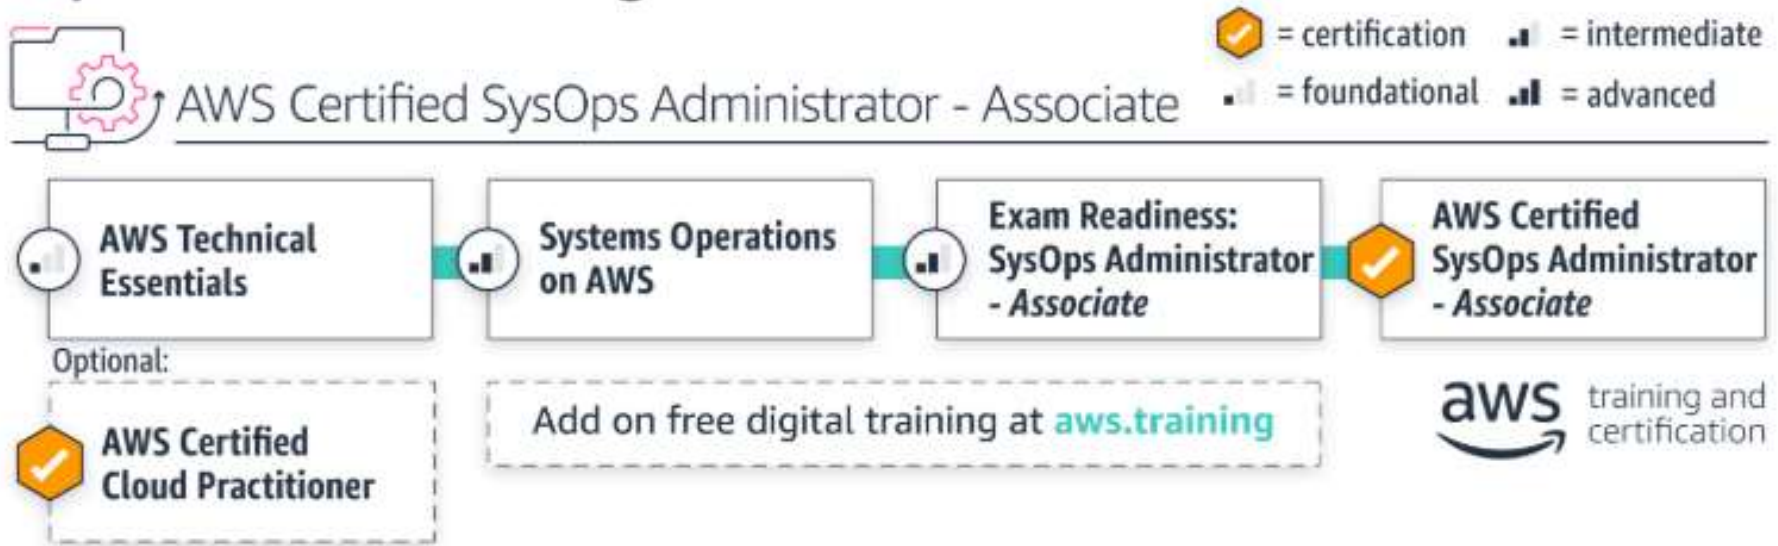 = certification
= intermediate
AWS Certified SysOps Administrator - Associate
= foundational
= advanced
AWS Technical
Essentials
Systems Operations
on AWS
Exam Readiness:
SysOps Administrator
- Associate
AWS Certified
SysOps Administrator
- Associate
Optional:
AWS Certified
Cloud Practitioner
Add on free digital training at aws.training
aws
training and
certification